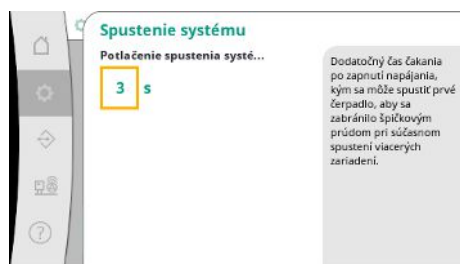 Spustenie systému
Potlačenie spustenia systé...
3 s
Dodatočný čas čakania
po zapnutí napájania,
kým sa môže spustiť prvé
čerpadlo, aby sa
zabránilo špičkovým
prúdom pri súčasnom
spustení viacerých
zariadení.
?